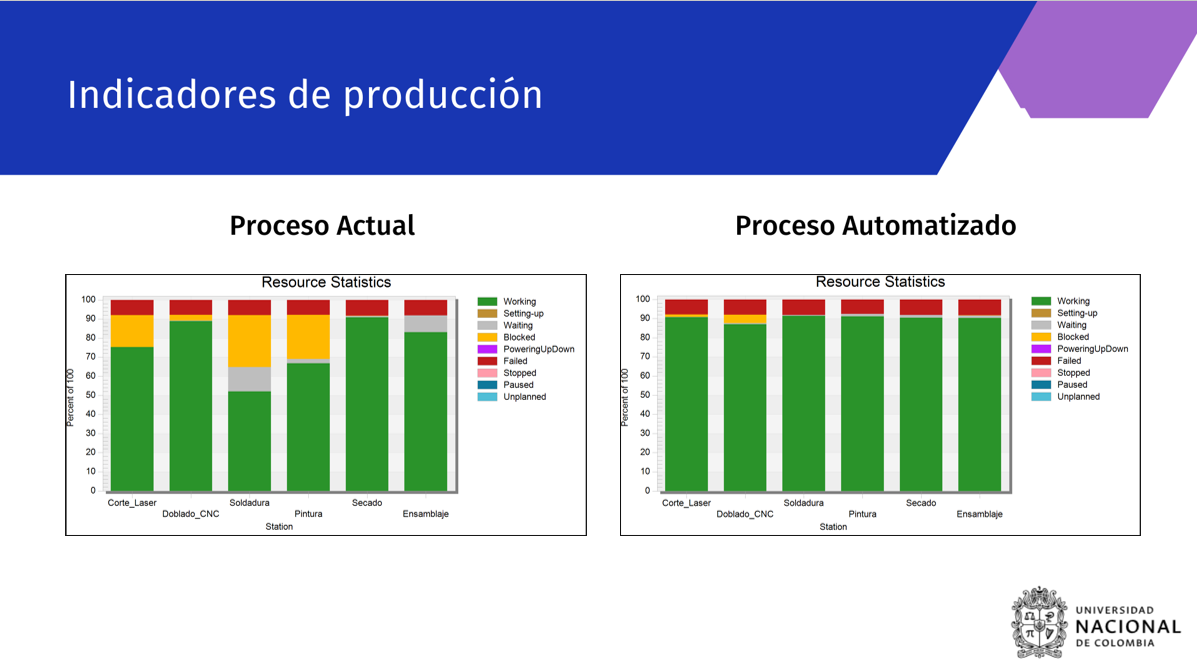 Indicadores de producción
Proceso Actual
Proceso Automatizado
Resource Statistics
100
90
80
70
60
50
40
30
20
10
0
Percent of 100
Corte_Laser
Doblado_CNC
Soldadura
Pintura
Secado
Ensamblaje
Station
Working
Setting-up
Waiting
Blocked
PoweringUpDown
Failed
Stopped
Paused
Unplanned
Resource Statistics
100
90
80
70
60
50
40
30
20
10
0
Percent of 100
Corte_Laser
Doblado_CNC
Soldadura
Pintura
Secado
Ensamblaje
Station
Working
Setting-up
Waiting
Blocked
PoweringUpDown
Failed
Stopped
Paused
Unplanned
UNIVERSIDAD
NACIONAL
DE COLOMBIA